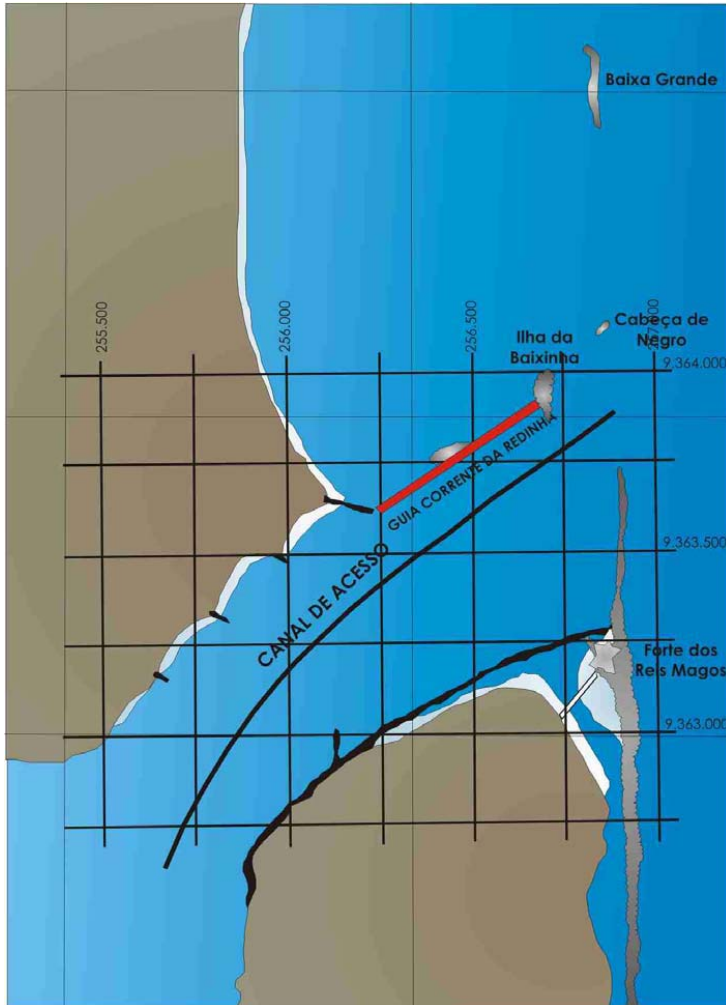 Baixa Grande
255.500
256.000
256.500
Cabeça de
Negro
Ilha da
Baixinha
9,364.000
GUIA CORRENTE DA REDINHA
9,363.500
CANAL DE ACESSO
Forte dos
Reis Magos
9,363.000